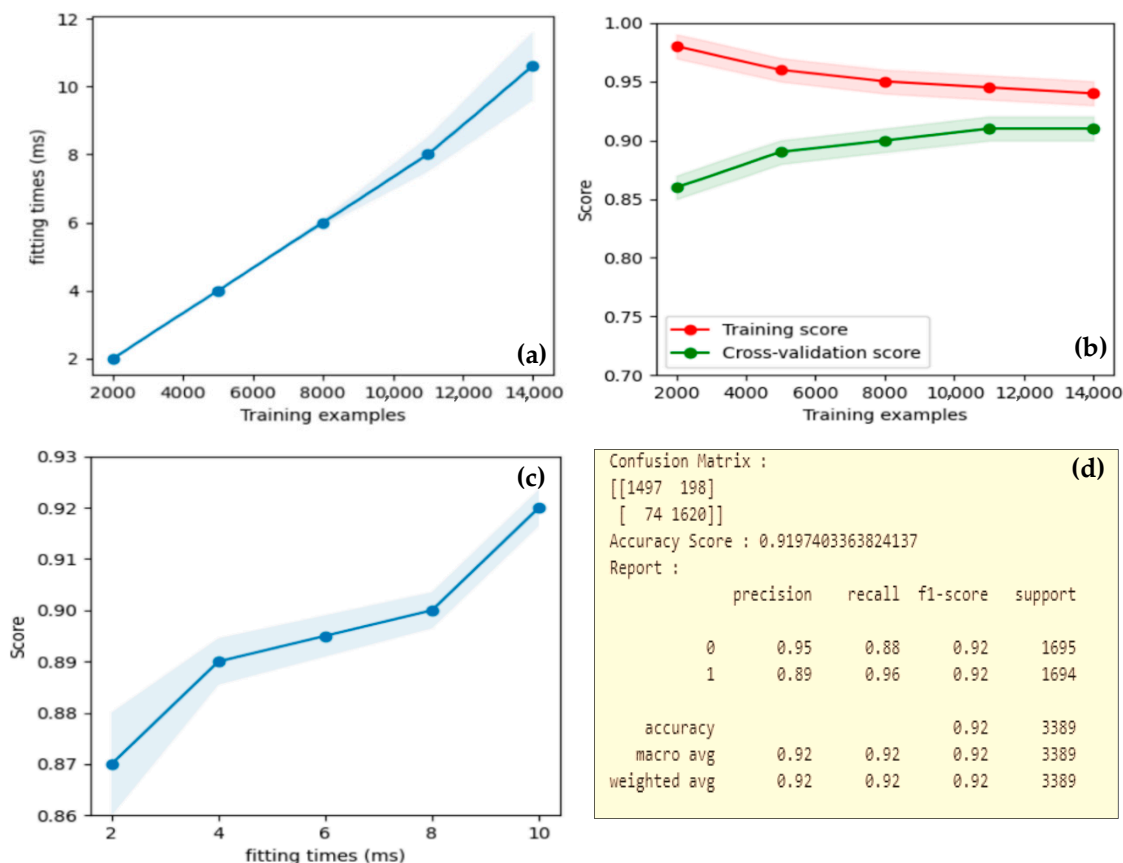 12
10
8
6
4
2
fitting times (ms)
2000 4000 6000 8000 10,000 12,000 14,000
Training examples
(a)
1.00
0.95
0.90
0.85
0.80
0.75
0.70
Score
Training score
Cross-validation score
(b)
2000 4000 6000 8000 10,000 12,000 14,000
Training examples
0.93
0.92
0.91
0.90
0.89
0.88
0.87
0.86
Score
(c)
2 4 6 8 10
fitting times (ms)
(d)
Confusion Matrix :
[[1497 198]
[ 74 1620]]
Accuracy Score : 0.9197403363824137
Report :
precision recall f1-score support
0 0.95 0.88 0.92 1695
1 0.89 0.96 0.92 1694
accuracy 0.92 3389
macro avg 0.92 0.92 0.92 3389
weighted avg 0.92 0.92 0.92 3389